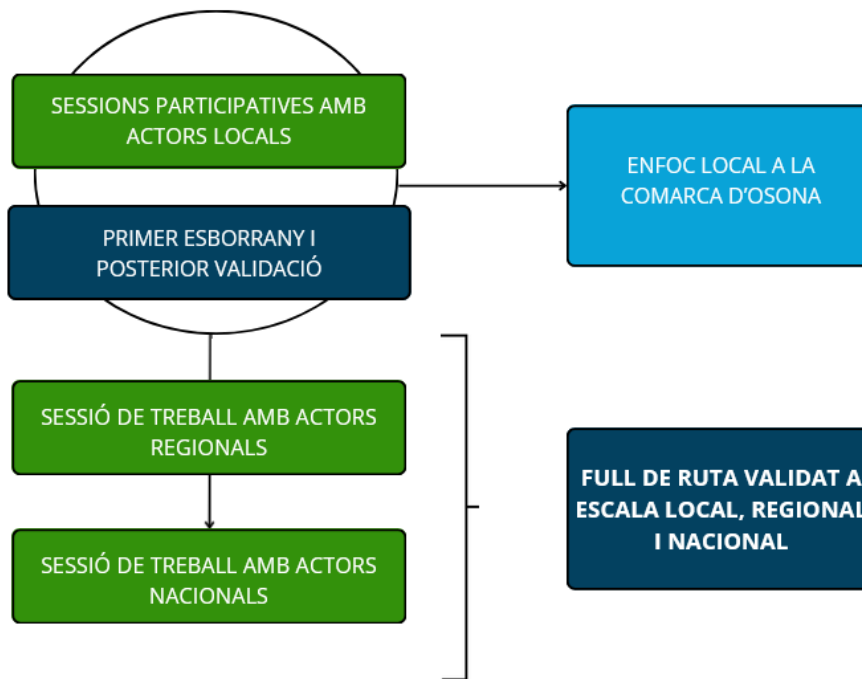 SESSIONS PARTICIPATIVES AMB
ACTORS LOCALS
PRIMER ESBORRANY I
POSTERIOR VALIDACIÓ
ENFOC LOCAL A LA
COMARCA D'OSONA
SESSIÓ DE TREBALL AMB ACTORS
REGIONALS
SESSIÓ DE TREBALL AMB ACTORS
NACIONALS
FULL DE RUTA VALIDAT A
ESCALA LOCAL, REGIONAL
I NACIONAL